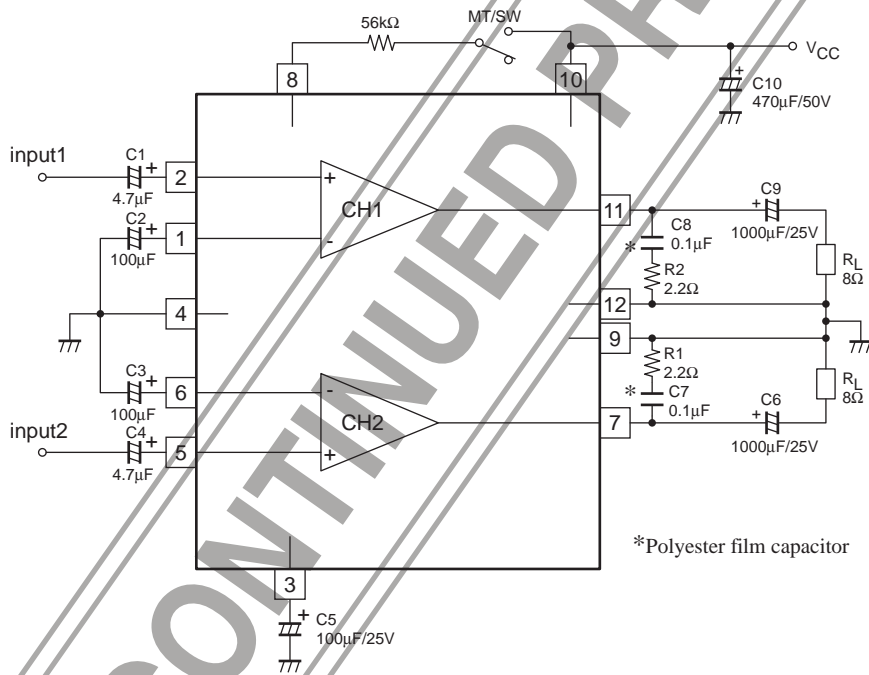 MT/SW
56kΩ
VCC
8
10
C10
470μF/50V
+
input1
C1
+
2
4.7μF
C2
+
1
100μF
4
C3
+
6
100μF
input2
C4
+
5
4.7μF
+
CH1
-
-
CH2
+
11
C8
* 0.1μF
R2
2.2Ω
12
9
R1
2.2Ω
* C7
0.1μF
7
+
C9
1000μF/25V
RL
8Ω
RL
8Ω
+
C6
1000μF/25V
*Polyester film capacitor
3
+
C5
100μF/25V
CONTINUED PR